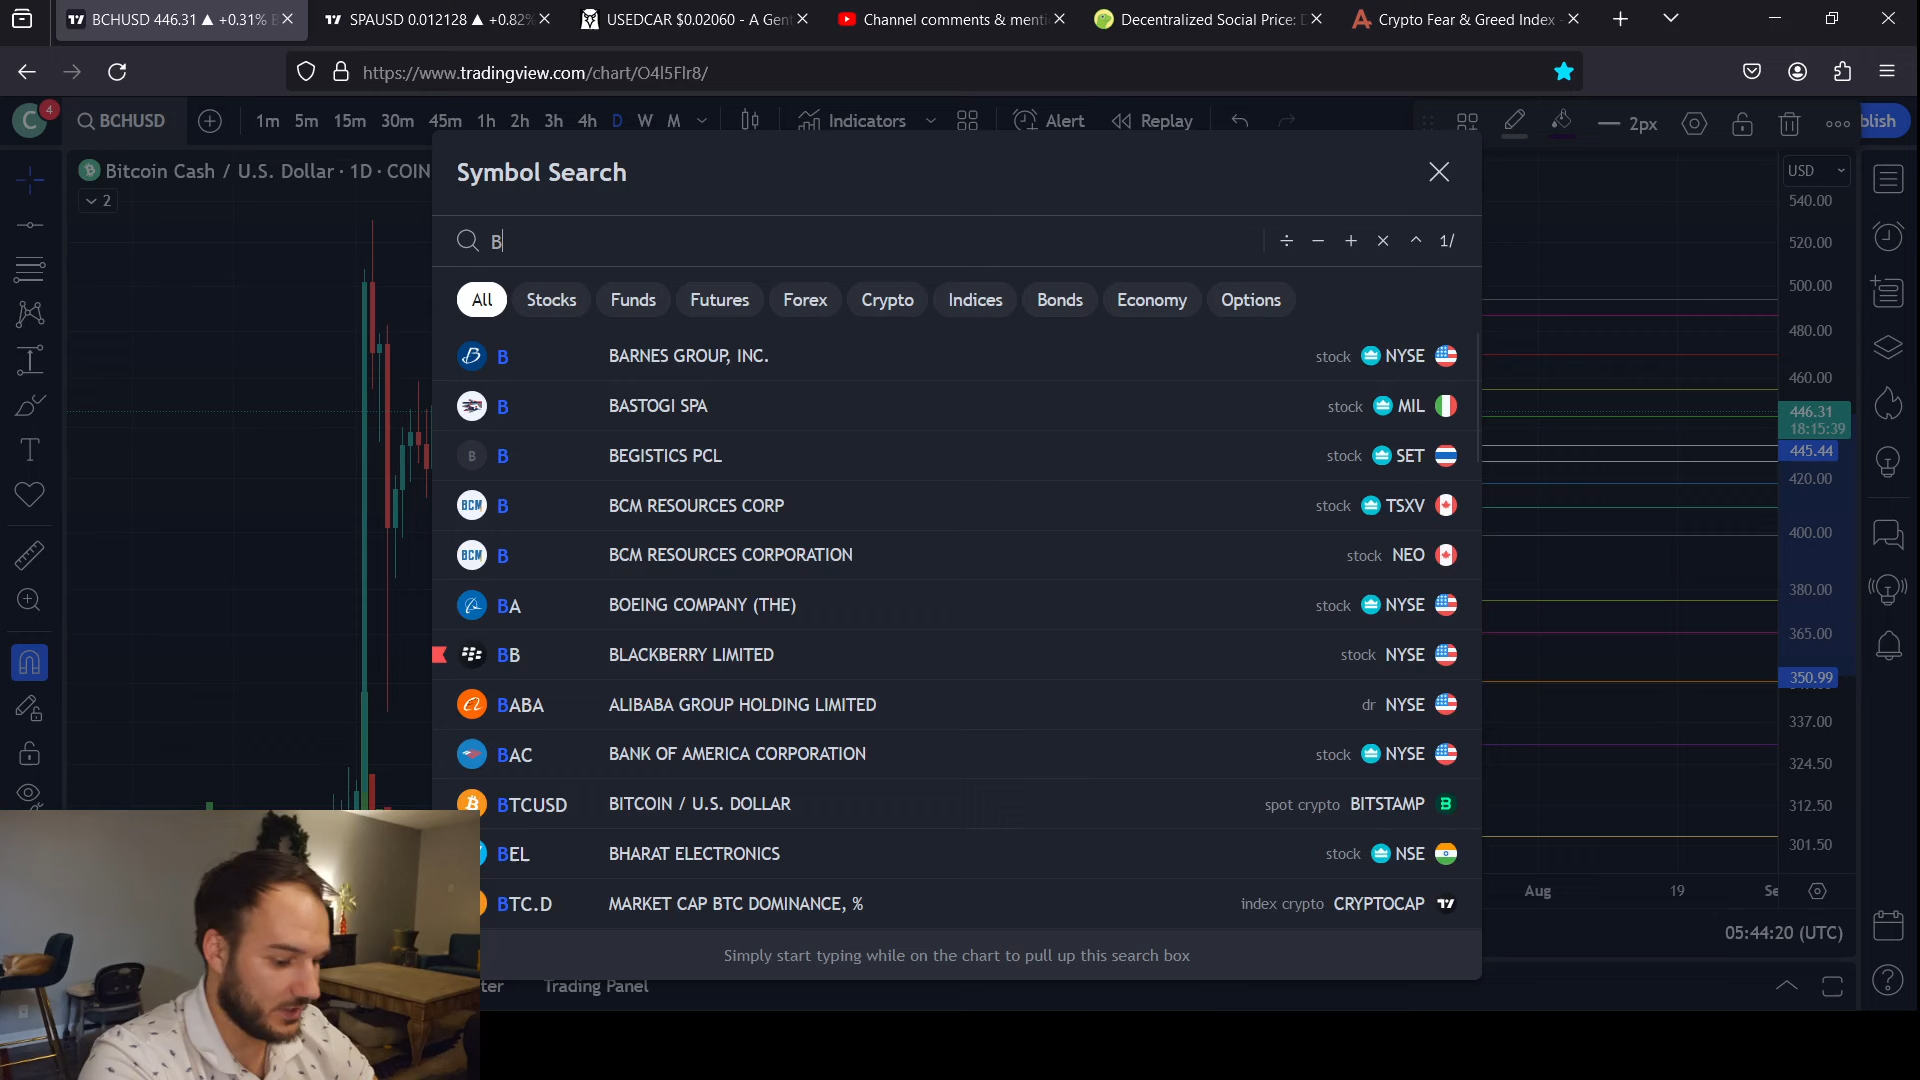 BCHUSD 446.31 ▲ +0.31%
SPAUSD 0.012128 ▲ +0.82%
USEDCAR $0.02060 - A Gent
Channel comments & menti
Decentralized Social Price:
Crypto Fear & Greed Index
https://www.tradingview.com/chart/O4l5Flr8/
C
4
BCHUSD
1m 5m 15m 30m 45m 1h 2h 3h 4h D W M
Indicators
Alert
Replay
2px
blish
Bitcoin Cash / U.S. Dollar · 1D · COIN
2
Symbol Search
B
÷ − + × ^ 1/
All Stocks Funds Futures Forex Crypto Indices Bonds Economy Options
B BARNES GROUP, INC. stock NYSE
B BASTOGI SPA stock MIL
B B BEGISTICS PCL stock SET
BCM B BCM RESOURCES CORP stock TSXV
BCM B BCM RESOURCES CORPORATION stock NEO
BA BOEING COMPANY (THE) stock NYSE
BB BLACKBERRY LIMITED stock NYSE
BABA ALIBABA GROUP HOLDING LIMITED dr NYSE
BAC BANK OF AMERICA CORPORATION stock NYSE
BTCUSD BITCOIN / U.S. DOLLAR spot crypto BITSTAMP B
BEL BHARAT ELECTRONICS stock NSE
BTC.D MARKET CAP BTC DOMINANCE, % index crypto CRYPTOCAP
Simply start typing while on the chart to pull up this search box
ter
Trading Panel
USD
540.00
520.00
500.00
480.00
460.00
446.31
18:15:39
445.44
420.00
400.00
380.00
365.00
350.99
337.00
324.50
312.50
301.50
Aug 19 Se
05:44:20 (UTC)